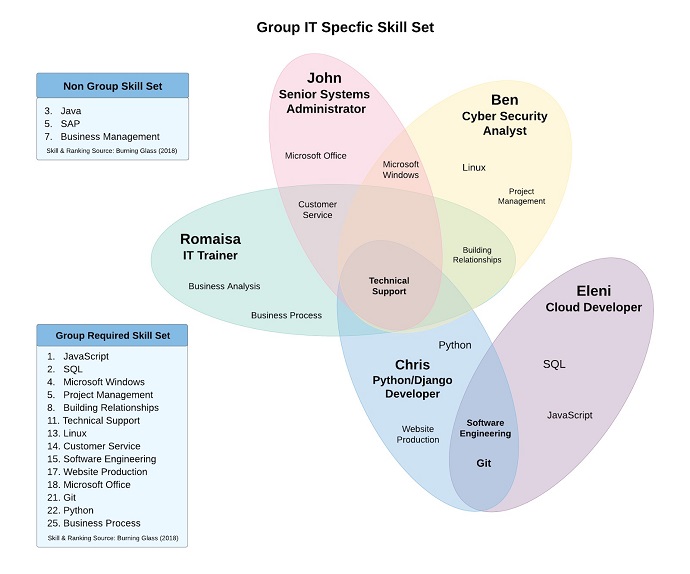 Group IT Specfic Skill Set
Non Group Skill Set
3. Java
5. SAP
7. Business Management
Skill & Ranking Source: Burning Glass (2018)
John
Senior Systems
Administrator
Microsoft Office
Microsoft
Windows
Customer
Service
Ben
Cyber Security
Analyst
Linux
Project
Management
Building
Relationships
Romaisa
IT Trainer
Business Analysis
Business Process
Technical
Support
Eleni
Cloud Developer
SQL
JavaScript
Python
Chris
Python/Django
Developer
Website
Production
Software
Engineering
Git
Group Required Skill Set
1. JavaScript
2. SQL
4. Microsoft Windows
5. Project Management
8. Building Relationships
11. Technical Support
13. Linux
14. Customer Service
15. Software Engineering
17. Website Production
18. Microsoft Office
21. Git
22. Python
25. Business Process
Skill & Ranking Source: Burning Glass (2018)